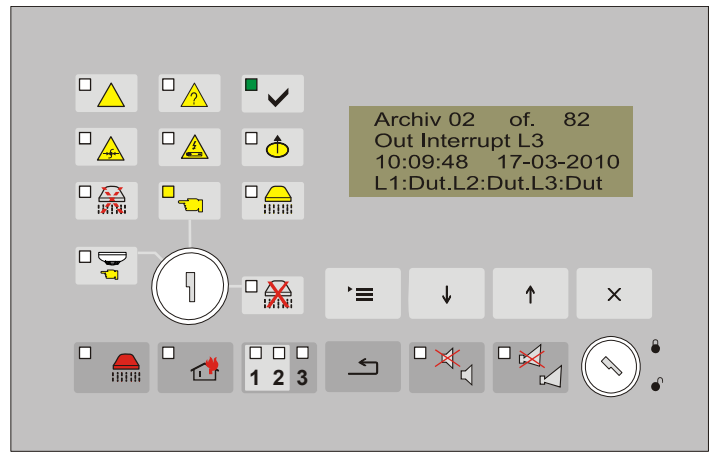 Archiv 02 of. 82
Out Interrupt L3
10:09:48 17-03-2010
L1:Dut.L2:Dut.L3:Dut
?
1 2 3